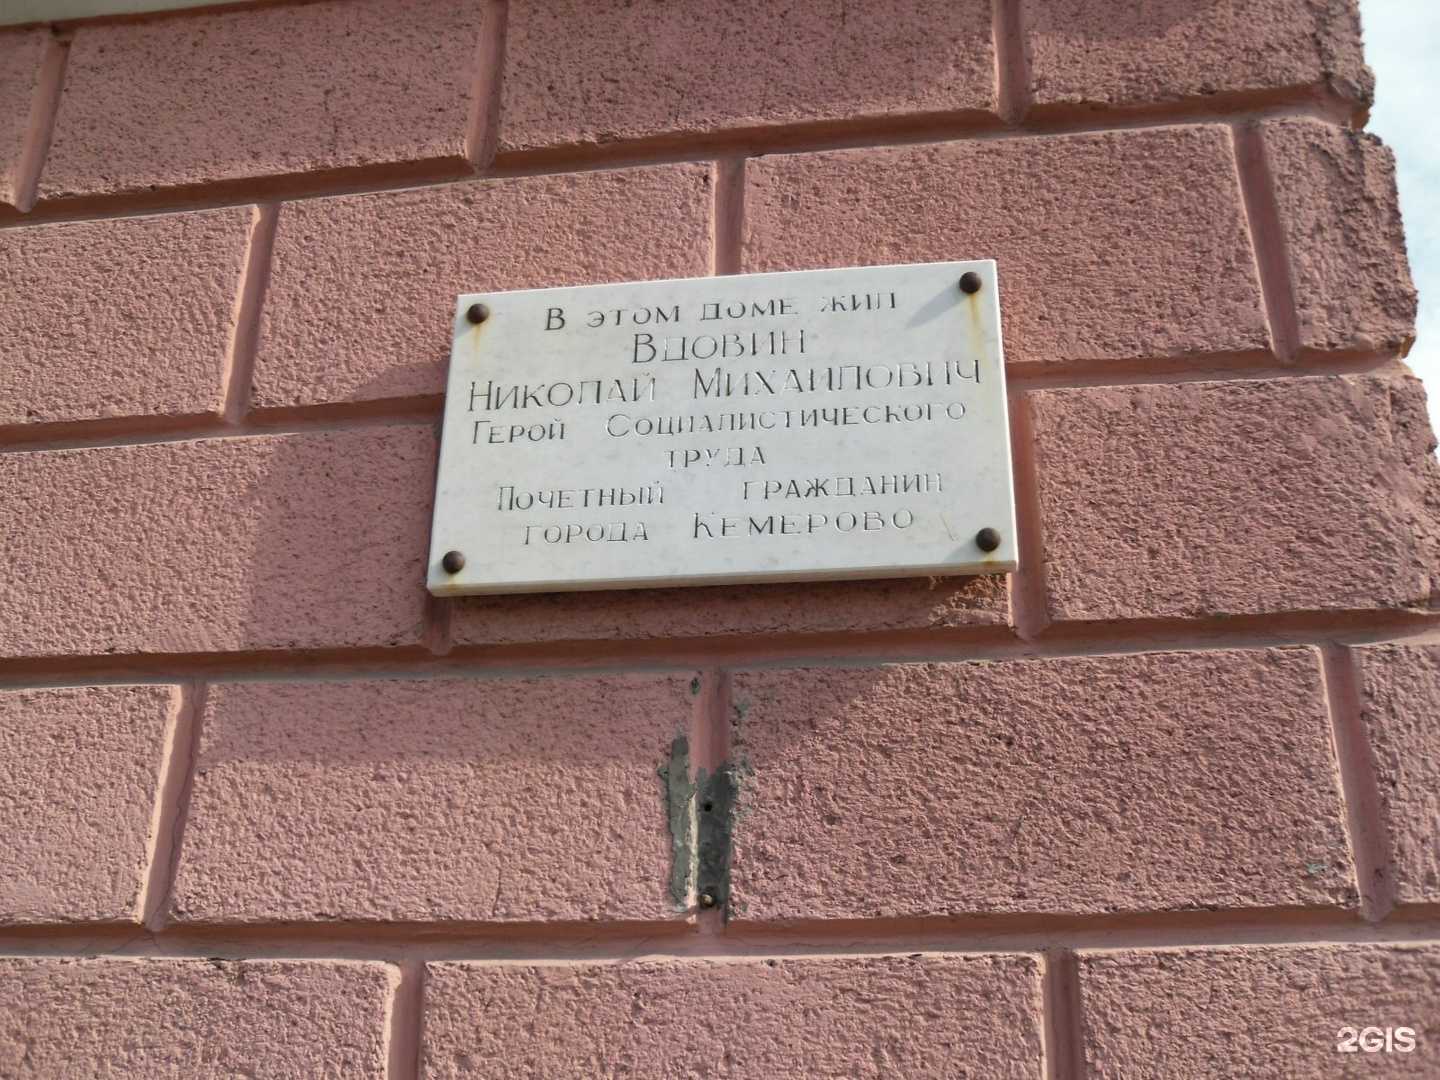 В этом доме жил
Вдовин
Николай Михайлович
Герой Социалистического
труда
Почетный гражданин
города Кемерово
2GIS